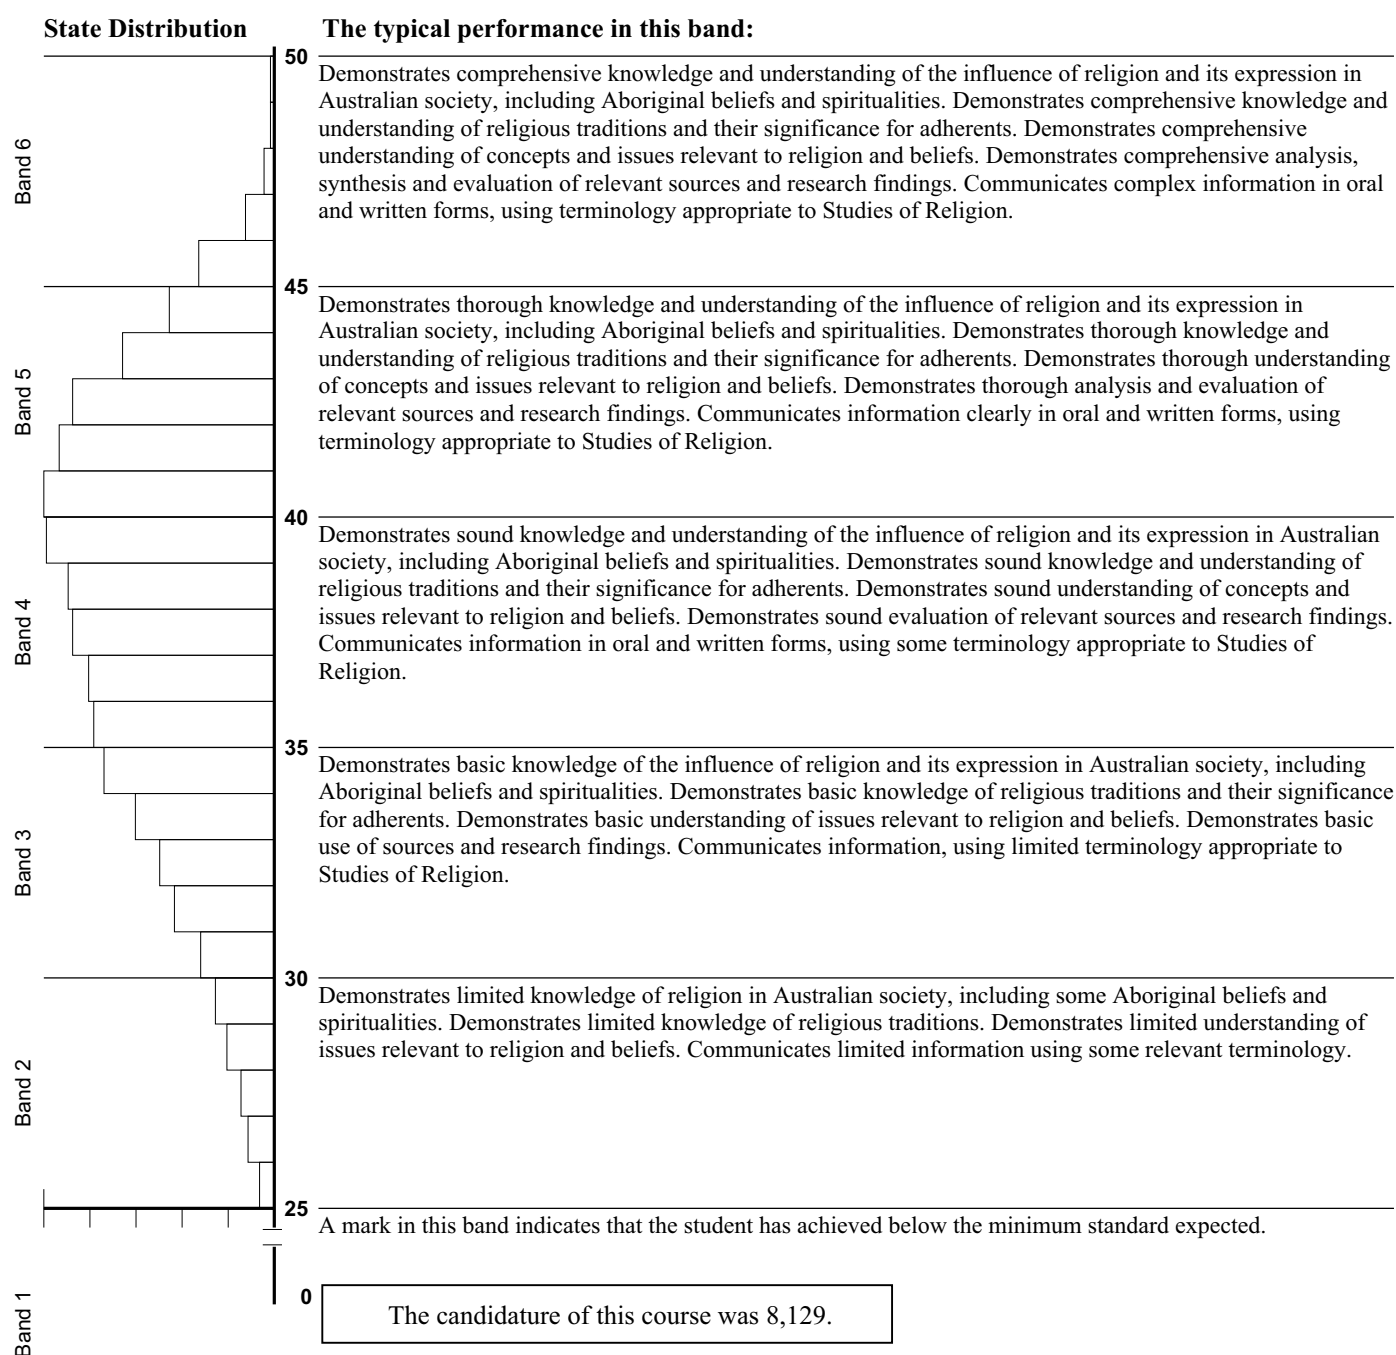 State Distribution
The typical performance in this band:
50
Demonstrates comprehensive knowledge and understanding of the influence of religion and its expression in
Australian society, including Aboriginal beliefs and spiritualities. Demonstrates comprehensive knowledge and
understanding of religious traditions and their significance for adherents. Demonstrates comprehensive
understanding of concepts and issues relevant to religion and beliefs. Demonstrates comprehensive analysis,
synthesis and evaluation of relevant sources and research findings. Communicates complex information in oral
and written forms, using terminology appropriate to Studies of Religion.
Band 6
45
Demonstrates thorough knowledge and understanding of the influence of religion and its expression in
Australian society, including Aboriginal beliefs and spiritualities. Demonstrates thorough knowledge and
understanding of religious traditions and their significance for adherents. Demonstrates thorough understanding
of concepts and issues relevant to religion and beliefs. Demonstrates thorough analysis and evaluation of
relevant sources and research findings. Communicates information clearly in oral and written forms, using
terminology appropriate to Studies of Religion.
Band 5
40
Demonstrates sound knowledge and understanding of the influence of religion and its expression in Australian
society, including Aboriginal beliefs and spiritualities. Demonstrates sound knowledge and understanding of
religious traditions and their significance for adherents. Demonstrates sound understanding of concepts and
issues relevant to religion and beliefs. Demonstrates sound evaluation of relevant sources and research findings.
Communicates information in oral and written forms, using some terminology appropriate to Studies of
Religion.
Band 4
35
Demonstrates basic knowledge of the influence of religion and its expression in Australian society, including
Aboriginal beliefs and spiritualities. Demonstrates basic knowledge of religious traditions and their significance
for adherents. Demonstrates basic understanding of issues relevant to religion and beliefs. Demonstrates basic
use of sources and research findings. Communicates information, using limited terminology appropriate to
Studies of Religion.
Band 3
30
Demonstrates limited knowledge of religion in Australian society, including some Aboriginal beliefs and
spiritualities. Demonstrates limited knowledge of religious traditions. Demonstrates limited understanding of
issues relevant to religion and beliefs. Communicates limited information using some relevant terminology.
Band 2
25
A mark in this band indicates that the student has achieved below the minimum standard expected.
0
Band 1
The candidature of this course was 8,129.